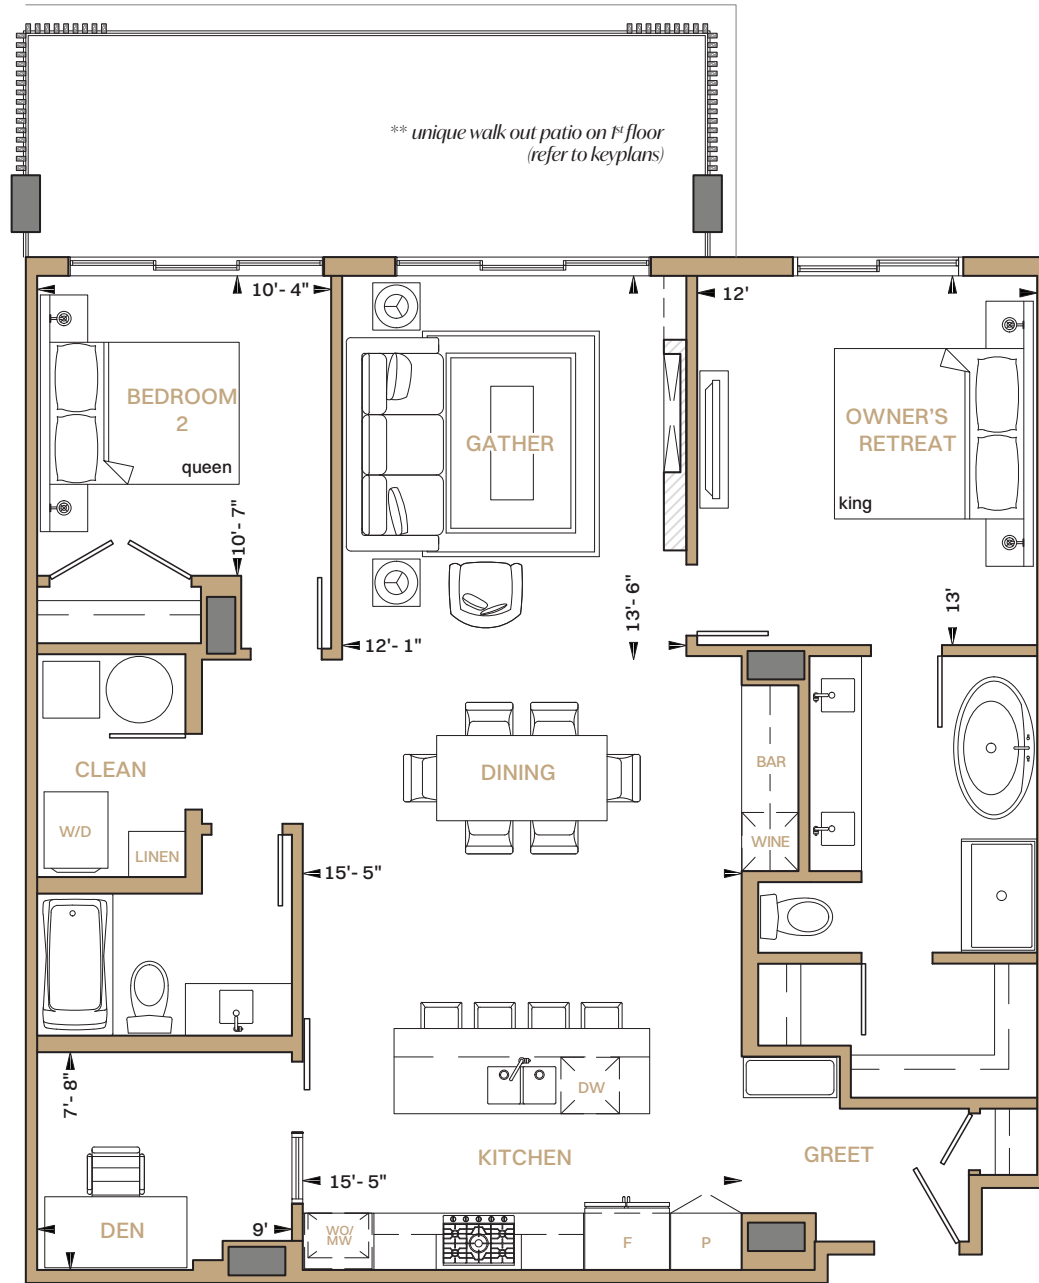 ** unique walk out patio on 1st floor
(refer to keyplans)
10'- 4"
12'
BEDROOM
2
queen
GATHER
OWNER'S
RETREAT
king
10'- 7"
13'- 6"
13'
12'- 1"
CLEAN
DINING
BAR
W/D
LINEN
WINE
15'- 5"
7'- 8"
DW
KITCHEN
GREET
15'- 5"
DEN
9'
WO/
MW
F
P